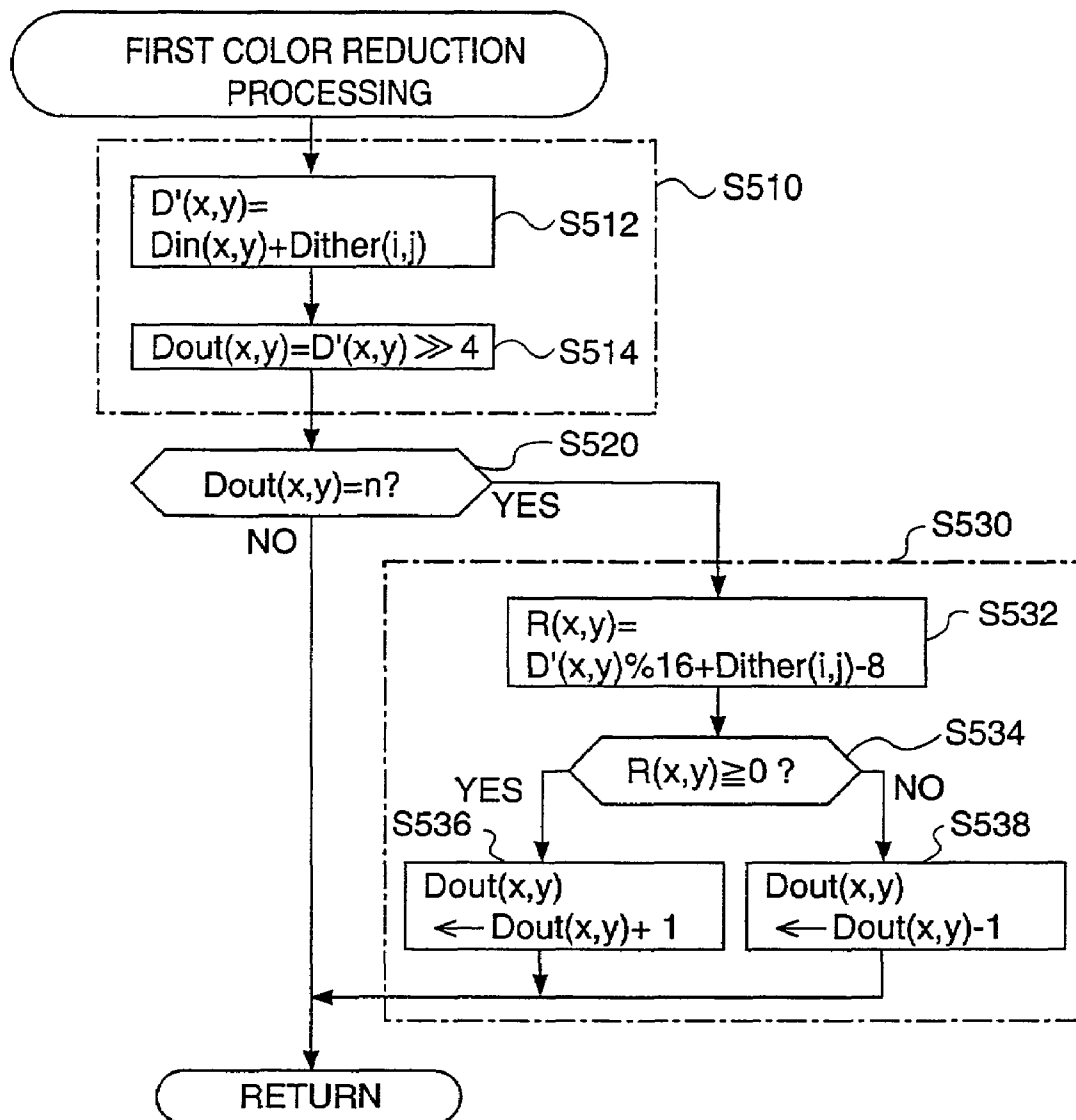 FIRST COLOR REDUCTION
PROCESSING
S510
D'(x,y)=
Din(x,y)+Dither(i,j)
S512
Dout(x,y)=D'(x,y)≫4
S514
S520
Dout(x,y)=n?
YES
NO
S530
R(x,y)=
D'(x,y)%16+Dither(i,j)-8
S532
S534
R(x,y)≧0 ?
YES
NO
S536
S538
Dout(x,y)
← Dout(x,y)+ 1
Dout(x,y)
← Dout(x,y)-1
RETURN